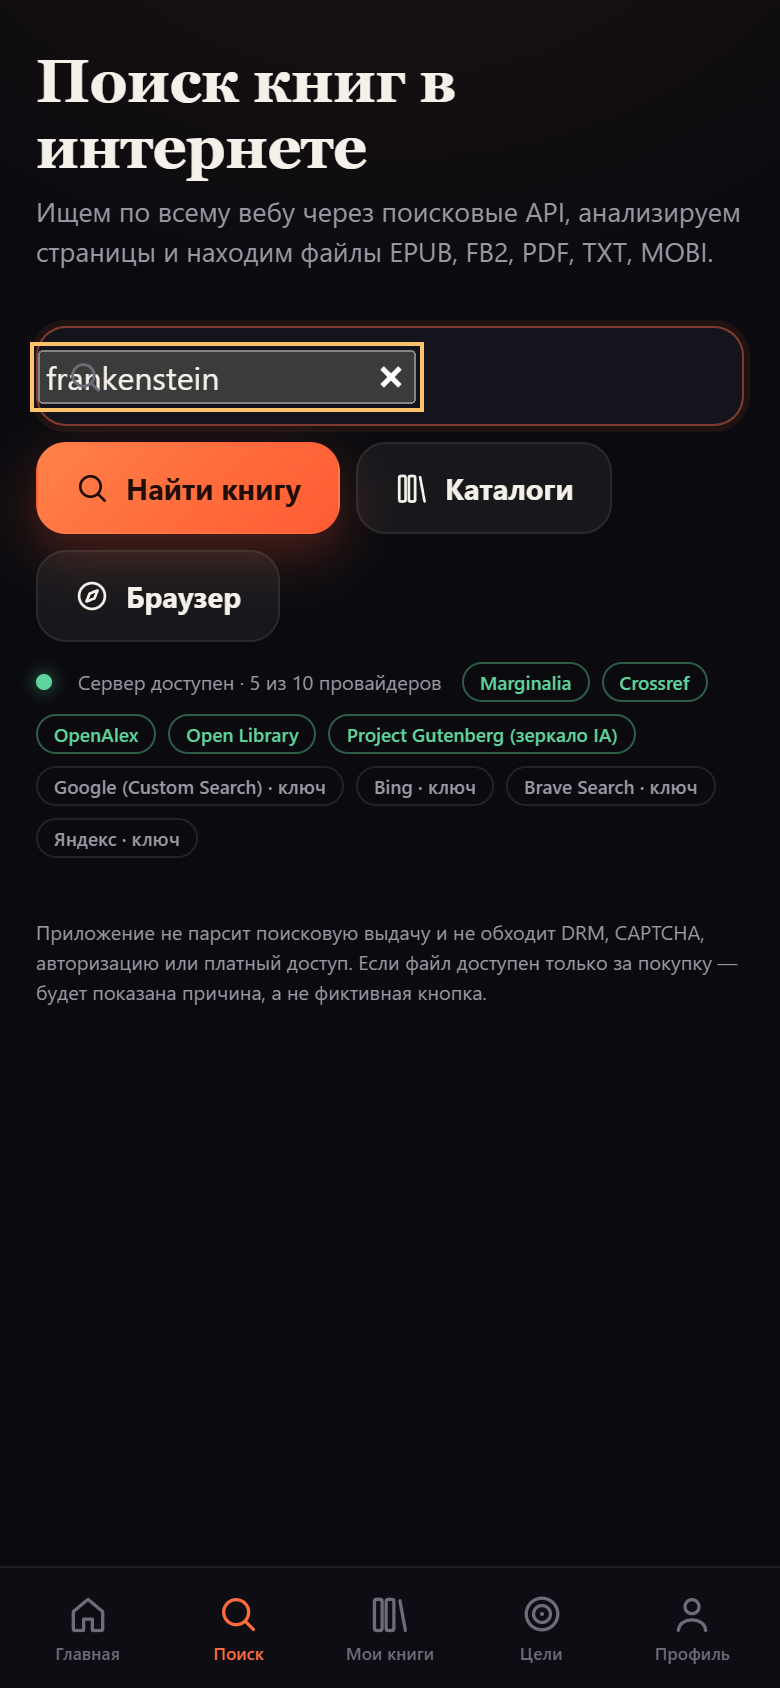 Поиск книг в
интернете
Ищем по всему вебу через поисковые API, анализируем
страницы и находим файлы EPUB, FB2, PDF, TXT, MOBI.
frankenstein
Найти книгу
Каталоги
Браузер
Сервер доступен · 5 из 10 провайдеров Marginalia Crossref
OpenAlex Open Library Project Gutenberg (зеркало IA)
Google (Custom Search) · ключ Bing · ключ Brave Search · ключ
Яндекс · ключ
Приложение не парсит поисковую выдачу и не обходит DRM, CAPTCHA,
авторизацию или платный доступ. Если файл доступен только за покупку —
будет показана причина, а не фиктивная кнопка.
Главная Поиск Мои книги Цели Профиль